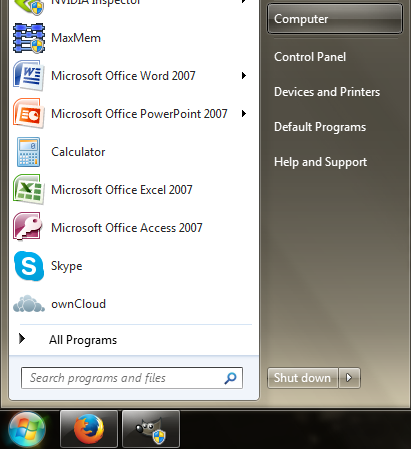 NVIDIA Inspector
MaxMem
Microsoft Office Word 2007
Microsoft Office PowerPoint 2007
Calculator
Microsoft Office Excel 2007
Microsoft Office Access 2007
Skype
ownCloud
All Programs
Search programs and files
Computer
Control Panel
Devices and Printers
Default Programs
Help and Support
Shut down